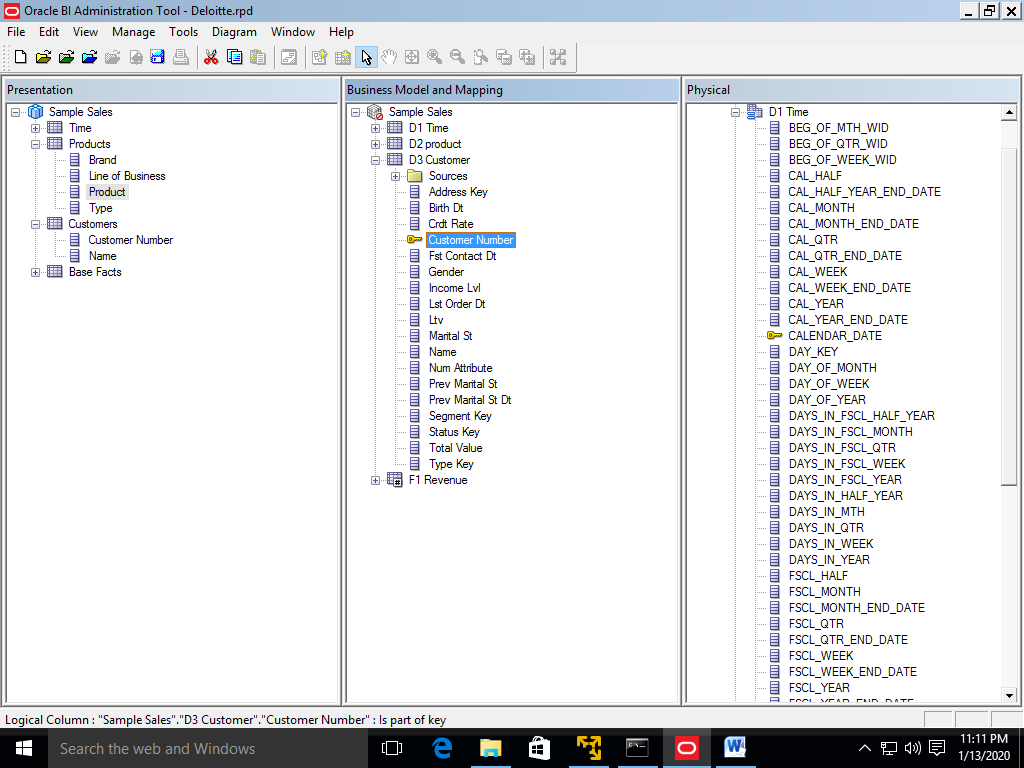 Oracle BI Administration Tool - Deloitte.rpd
File Edit View Manage Tools Diagram Window Help
Presentation
Sample Sales
Time
Products
Brand
Line of Business
Product
Type
Customers
Customer Number
Name
Base Facts
Business Model and Mapping
Sample Sales
D1 Time
D2 product
D3 Customer
Sources
Address Key
Birth Dt
Crdt Rate
Customer Number
Fst Contact Dt
Gender
Income Lvl
Lst Order Dt
Ltv
Marital St
Name
Num Attribute
Prev Marital St
Prev Marital St Dt
Segment Key
Status Key
Total Value
Type Key
F1 Revenue
Physical
D1 Time
BEG_OF_MTH_WID
BEG_OF_QTR_WID
BEG_OF_WEEK_WID
CAL_HALF
CAL_HALF_YEAR_END_DATE
CAL_MONTH
CAL_MONTH_END_DATE
CAL_QTR
CAL_QTR_END_DATE
CAL_WEEK
CAL_WEEK_END_DATE
CAL_YEAR
CAL_YEAR_END_DATE
CALENDAR_DATE
DAY_KEY
DAY_OF_MONTH
DAY_OF_WEEK
DAY_OF_YEAR
DAYS_IN_FSCL_HALF_YEAR
DAYS_IN_FSCL_MONTH
DAYS_IN_FSCL_QTR
DAYS_IN_FSCL_WEEK
DAYS_IN_FSCL_YEAR
DAYS_IN_HALF_YEAR
DAYS_IN_MTH
DAYS_IN_QTR
DAYS_IN_WEEK
DAYS_IN_YEAR
FSCL_HALF
FSCL_MONTH
FSCL_MONTH_END_DATE
FSCL_QTR
FSCL_QTR_END_DATE
FSCL_WEEK
FSCL_WEEK_END_DATE
FSCL_YEAR
FSCL_YEAR_END_DATE
Logical Column : "Sample Sales"."D3 Customer"."Customer Number" : Is part of key
Search the web and Windows
11:11 PM
1/13/2020